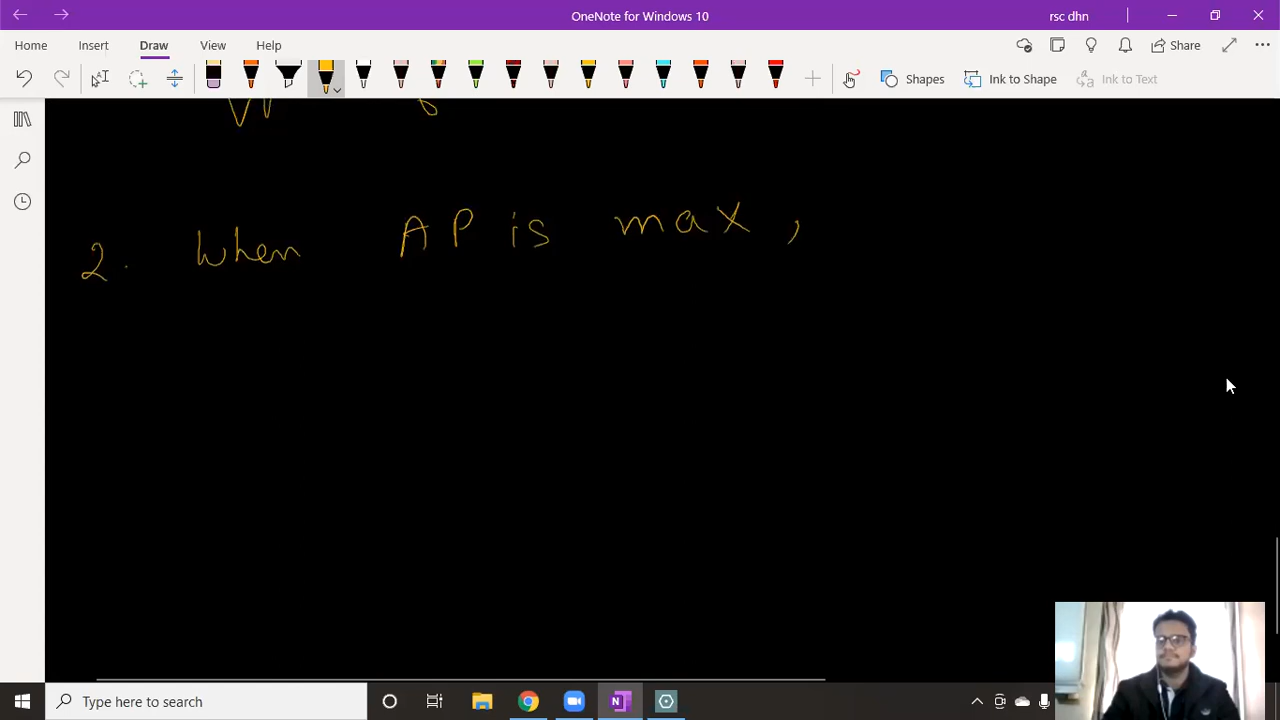 OneNote for Windows 10
rsc dhn
Home Insert Draw View Help
Share
Shapes Ink to Shape Ink to Text
2. When AP is max ,
Type here to search